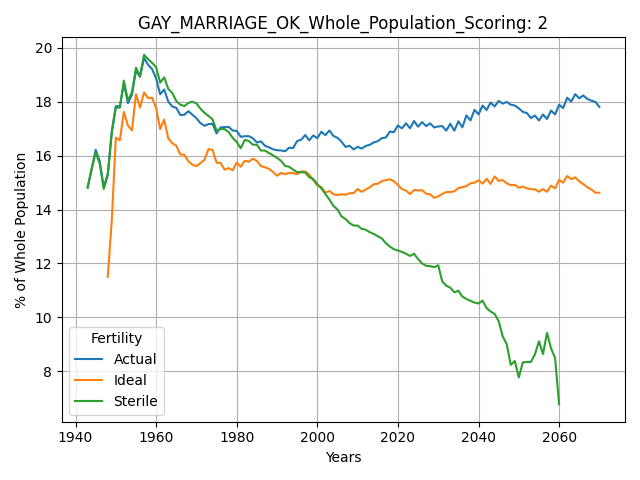 GAY_MARRIAGE_OK_Whole_Population_Scoring: 2
20
18
16
14
12
10
8
% of Whole Population
Fertility
Actual
Ideal
Sterile
1940 1960 1980 2000 2020 2040 2060
Years